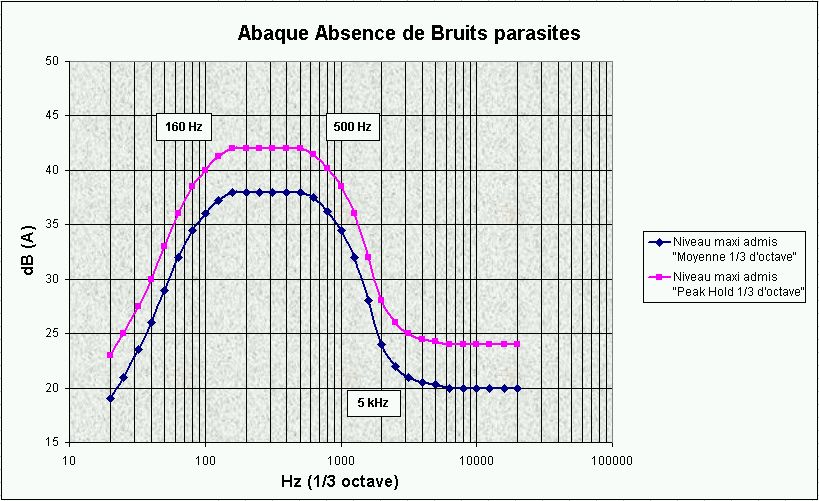 Abaque Absence de Bruits parasites
dB (A)
50
45
40
35
30
25
20
15
160 Hz
500 Hz
5 kHz
10
100
1000
10000
100000
Hz (1/3 octave)
Niveau maxi admis
"Moyenne 1/3 d'octave"
Niveau maxi admis
"Peak Hold 1/3 d'octave"